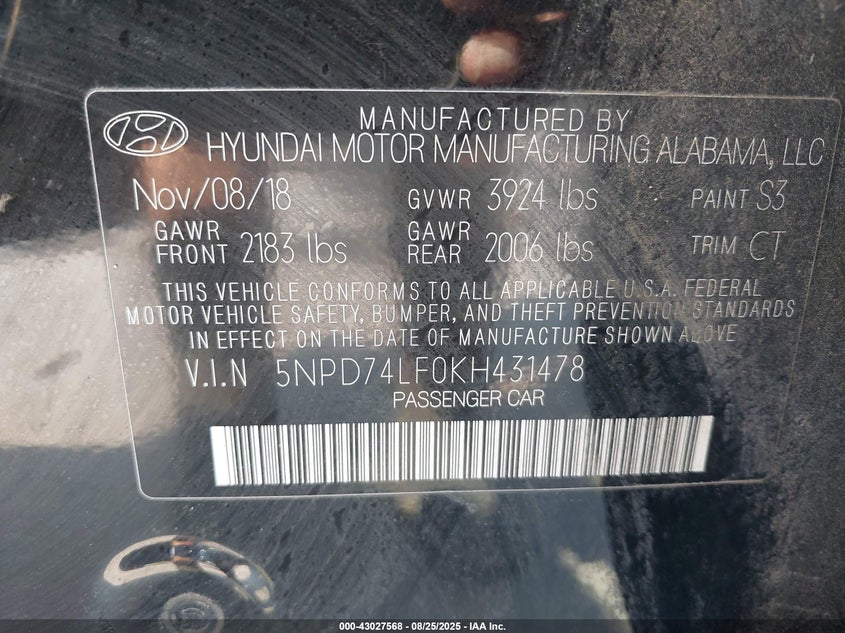 MANUFACTURED BY
HYUNDAI MOTOR MANUFACTURING ALABAMA, LLC
Nov/08/18 GVWR 3924 lbs PAINT S3
GAWR FRONT 2183 lbs GAWR REAR 2006 lbs TRIM CT
THIS VEHICLE CONFORMS TO ALL APPLICABLE U.S.A. FEDERAL
MOTOR VEHICLE SAFETY, BUMPER, AND THEFT PREVENTION STANDARDS
IN EFFECT ON THE DATE OF MANUFACTURE SHOWN ABOVE
V.I.N 5NPD74LF0KH431478
PASSENGER CAR
000-43027568 - 08/25/2025 - IAA Inc.